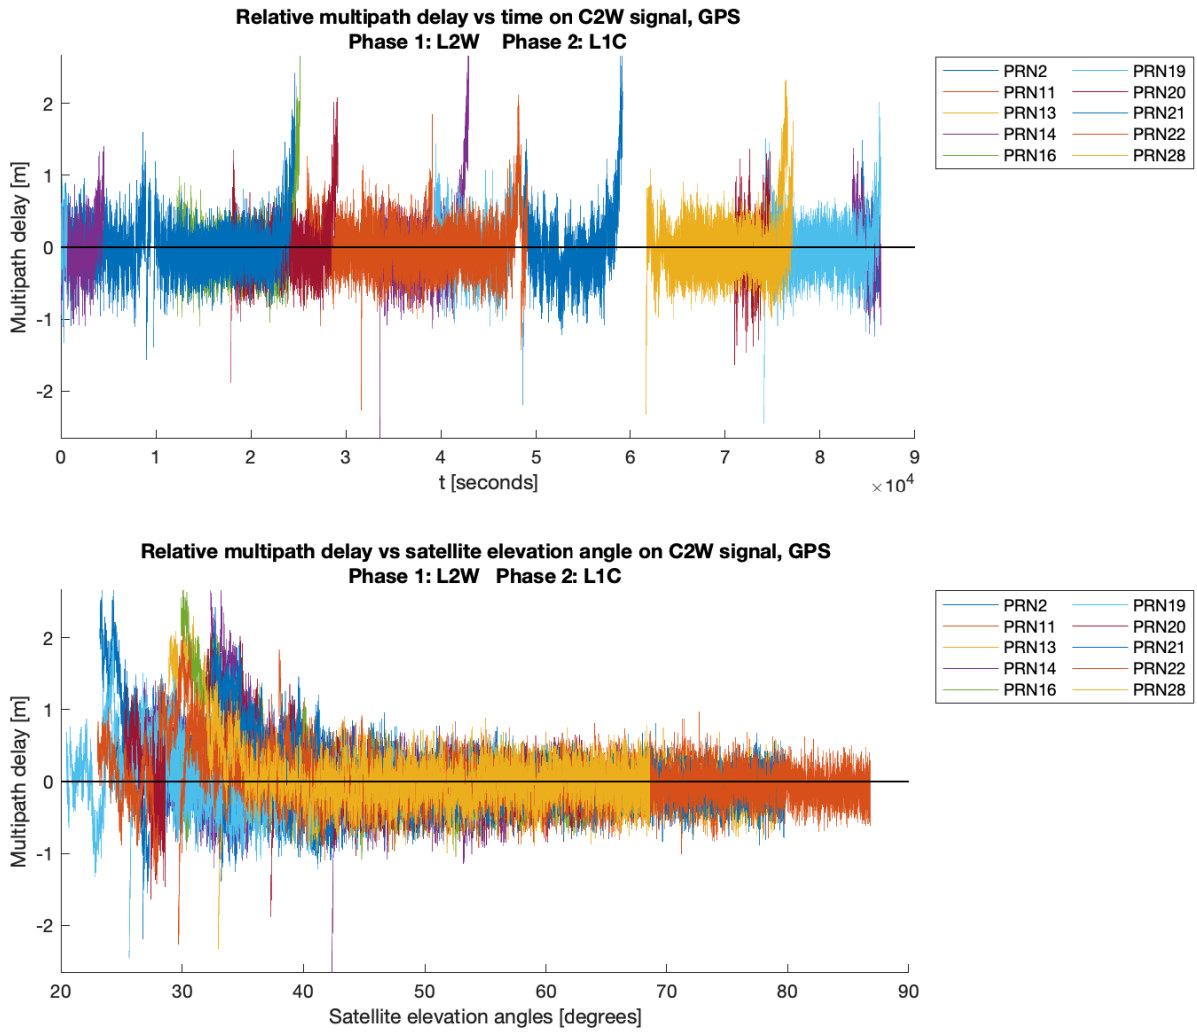 Relative multipath delay vs time on C2W signal, GPS
Phase 1: L2W    Phase 2: L1C
Multipath delay [m]
2
1
0
-1
-2
0 1 2 3 4 5 6 7 8 9
×10⁴
t [seconds]
PRN2 PRN19
PRN11 PRN20
PRN13 PRN21
PRN14 PRN22
PRN16 PRN28
Relative multipath delay vs satellite elevation angle on C2W signal, GPS
Phase 1: L2W   Phase 2: L1C
Multipath delay [m]
2
1
0
-1
-2
20 30 40 50 60 70 80 90
Satellite elevation angles [degrees]
PRN2 PRN19
PRN11 PRN20
PRN13 PRN21
PRN14 PRN22
PRN16 PRN28